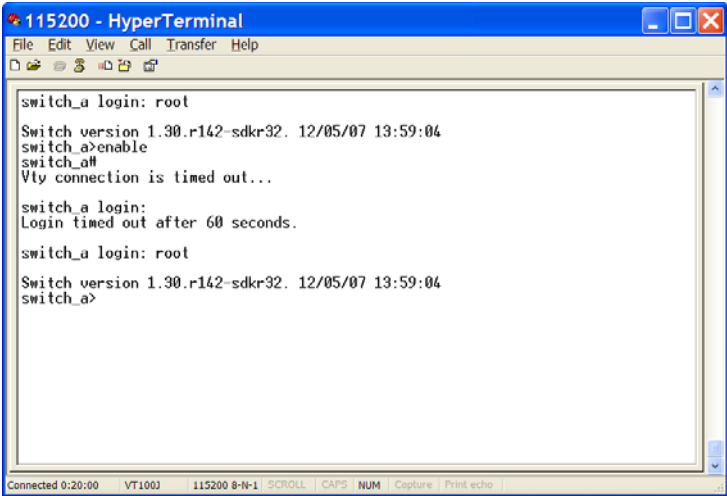 115200 - HyperTerminal
File Edit View Call Transfer Help
switch_a login: root
Switch version 1.30.r142-sdkr32. 12/05/07 13:59:04
switch_a>enable
switch_a#
Vty connection is timed out...
switch_a login:
Login timed out after 60 seconds.
switch_a login: root
Switch version 1.30.r142-sdkr32. 12/05/07 13:59:04
switch_a>
Connected 0:20:00 VT100J 115200 8-N-1 SCROLL CAPS NUM Capture Print echo